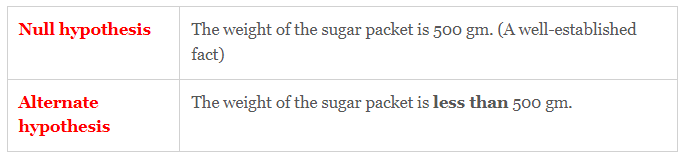 Null hypothesis
The weight of the sugar packet is 500 gm. (A well-established
fact)
Alternate
hypothesis
The weight of the sugar packet is less than 500 gm.